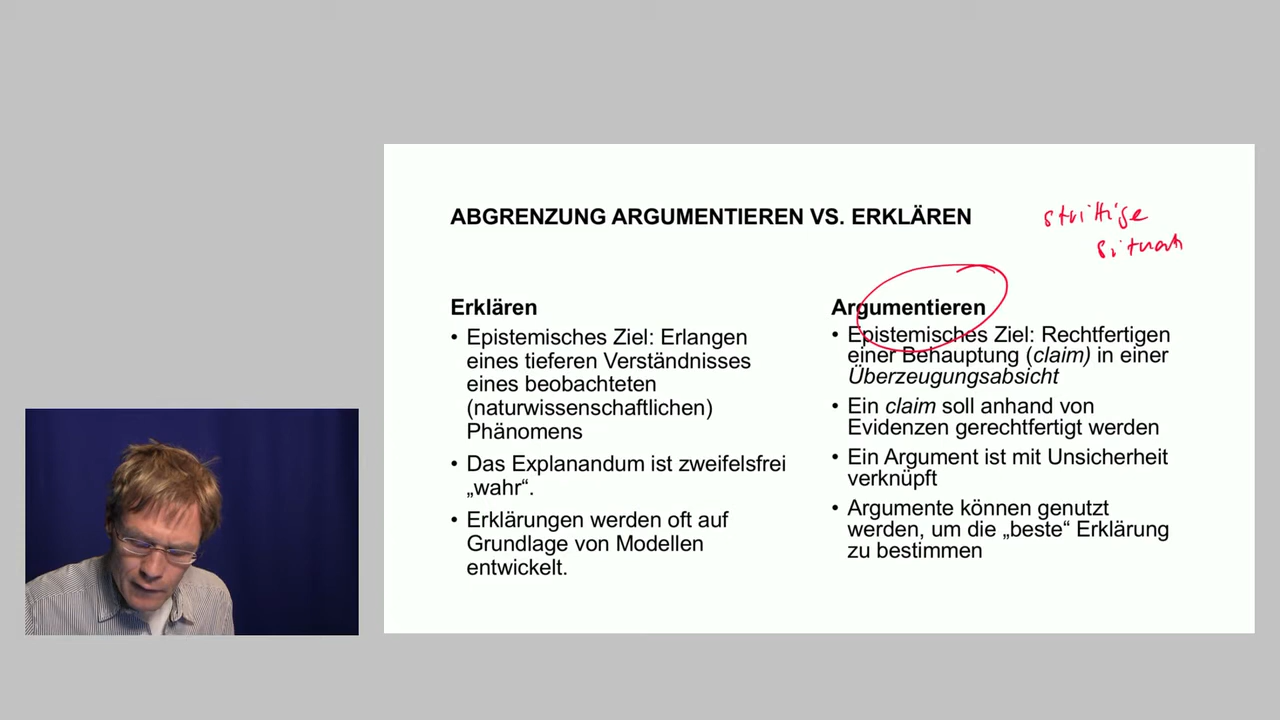 ABGRENZUNG ARGUMENTIEREN VS. ERKLÄREN
strittige
situat
Erklären
• Epistemisches Ziel: Erlangen
eines tieferen Verständnisses
eines beobachteten
(naturwissenschaftlichen)
Phänomens
• Das Explanandum ist zweifelsfrei
„wahr“.
• Erklärungen werden oft auf
Grundlage von Modellen
entwickelt.
Argumentieren
• Epistemisches Ziel: Rechtfertigen
einer Behauptung (claim) in einer
Überzeugungsabsicht
• Ein claim soll anhand von
Evidenzen gerechtfertigt werden
• Ein Argument ist mit Unsicherheit
verknüpft
• Argumente können genutzt
werden, um die „beste“ Erklärung
zu bestimmen